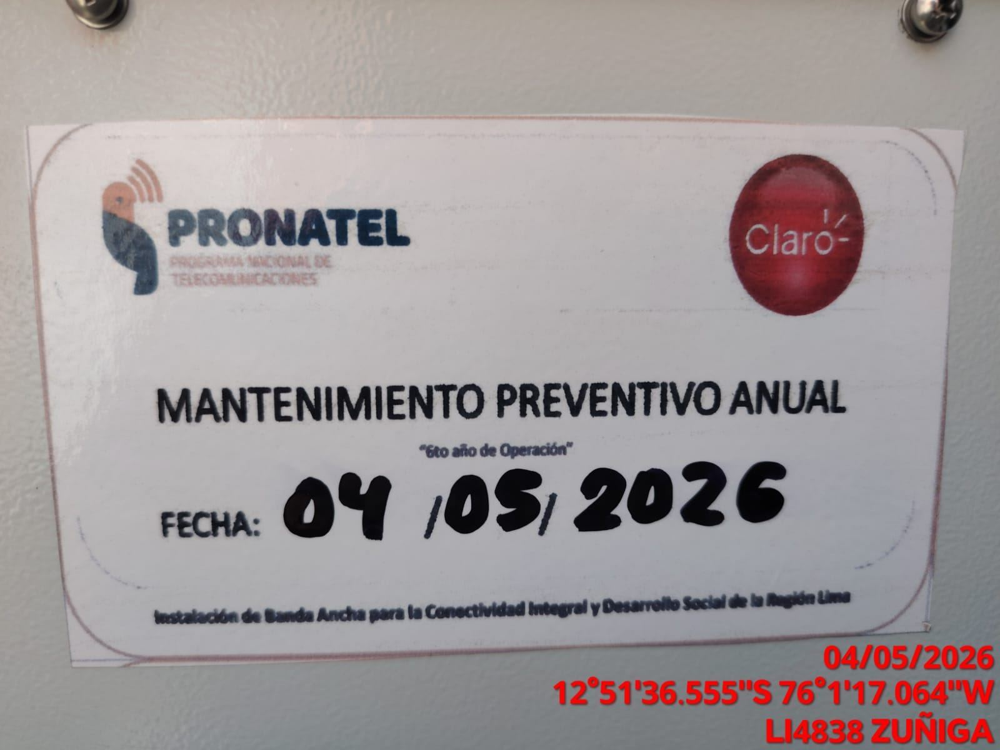 PRONATEL
PROGRAMA NACIONAL DE
TELECOMUNICACIONES
Claro
MANTENIMIENTO PREVENTIVO ANUAL
"6to año de Operación"
FECHA: 04/05/2026
Instalación de Banda Ancha para la Conectividad Integral y Desarrollo Social de la Región Lima
04/05/2026
12°51'36.555"S 76°1'17.064"W
LI4838 ZUÑIGA